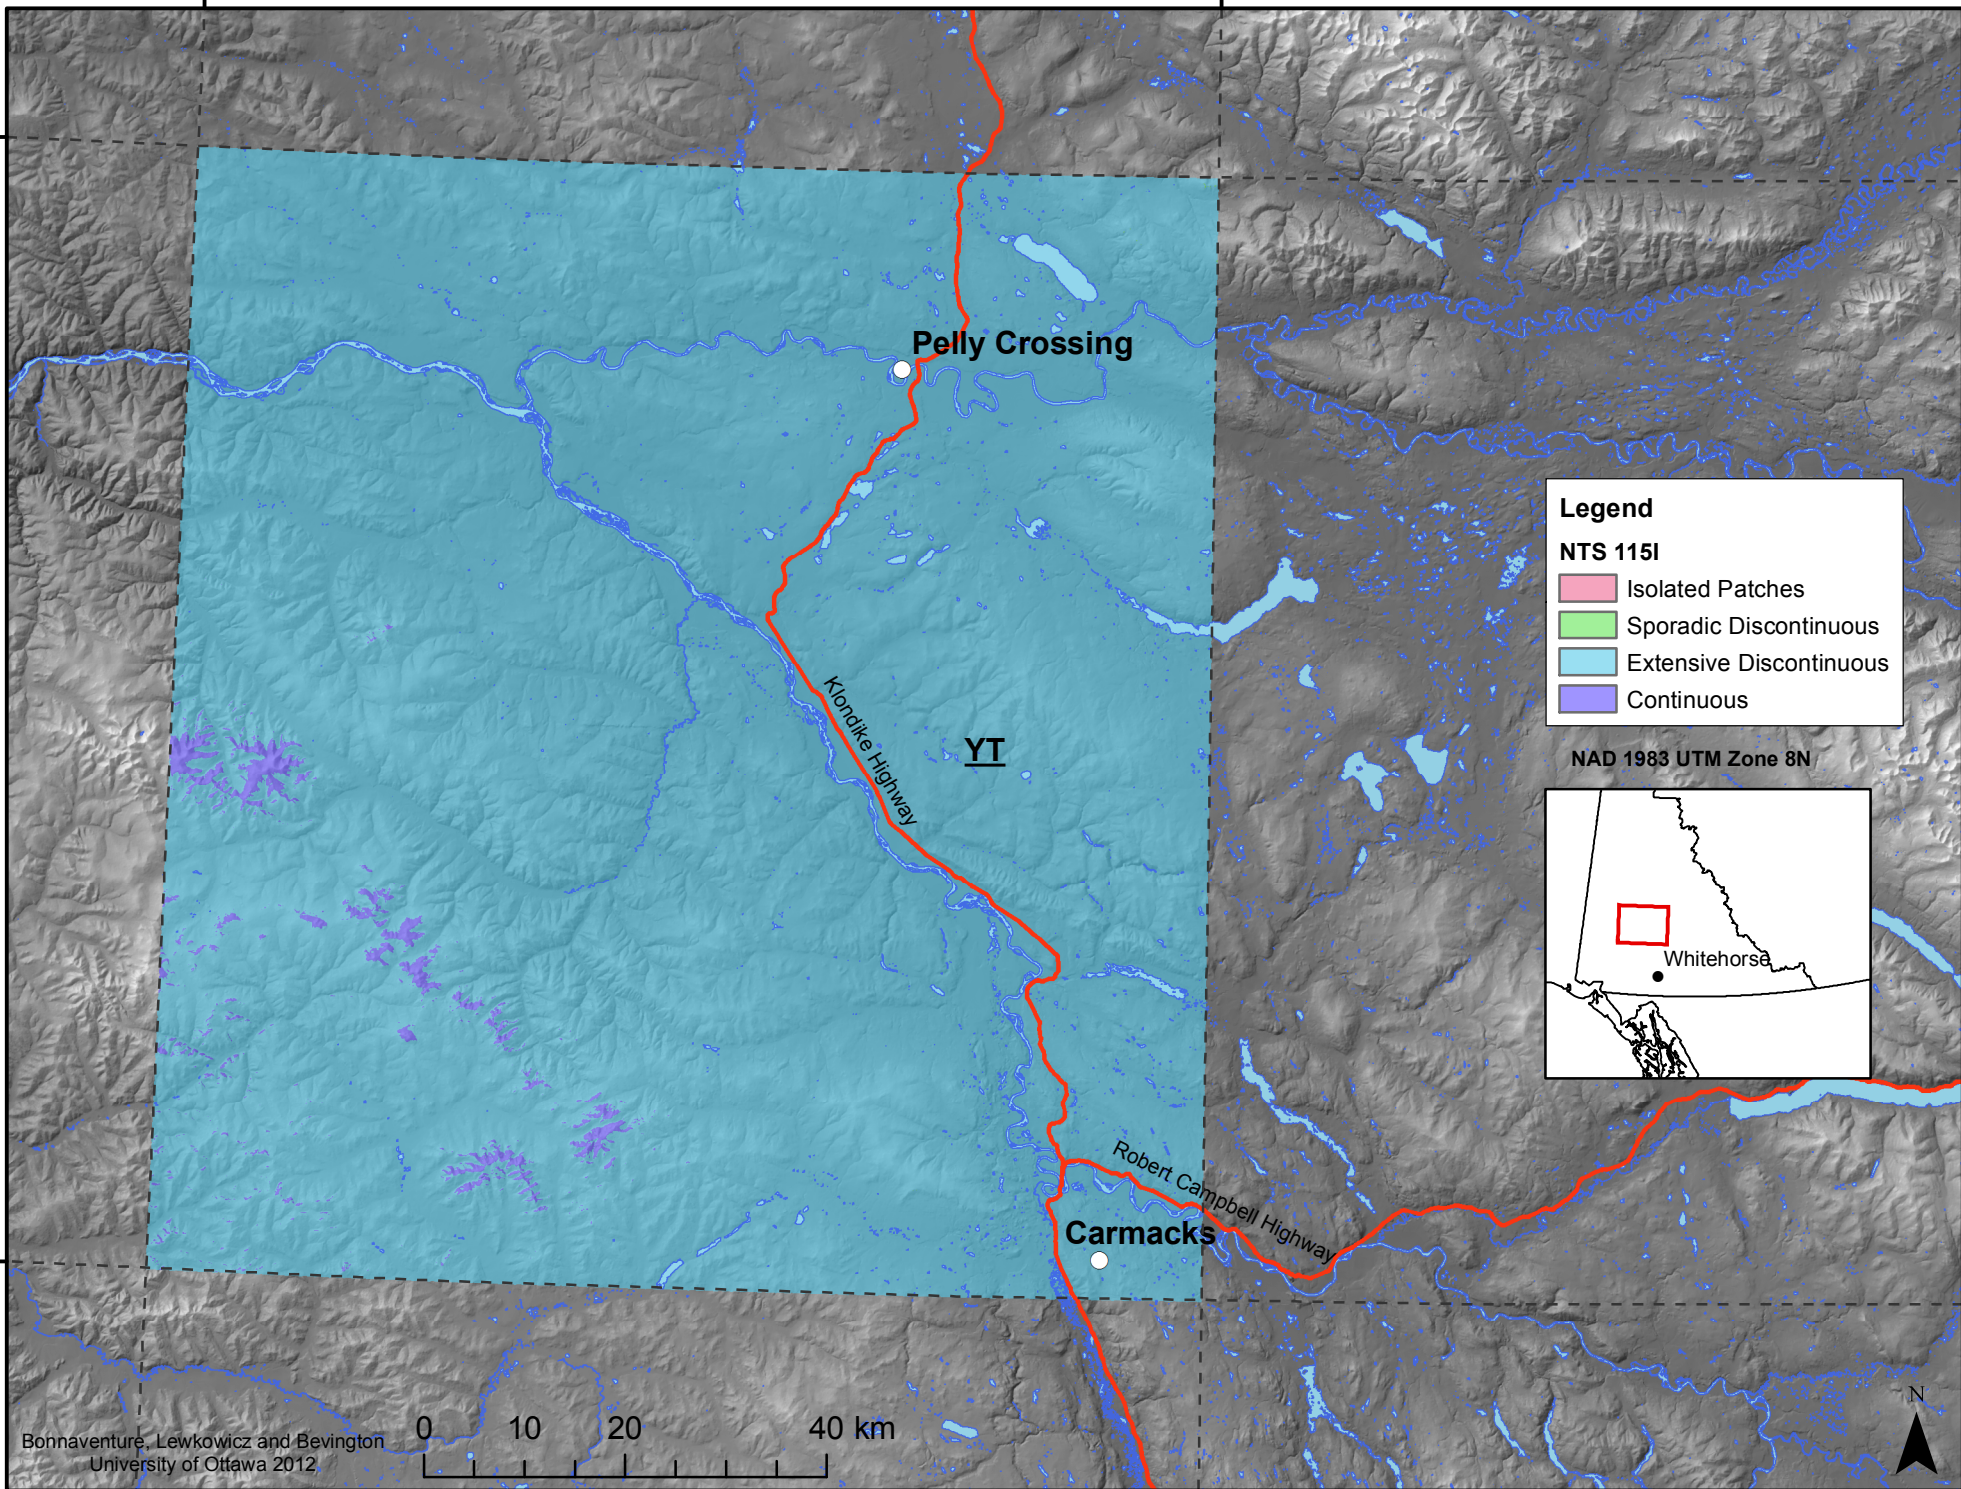 Pelly Crossing
Legend
NTS 115I
Isolated Patches
Sporadic Discontinuous
Extensive Discontinuous
Continuous
NAD 1983 UTM Zone 8N
Klondike Highway
YT
Whitehorse
Robert Campbell Highway
Carmacks
0 10 20 40 km
Bonnaventure, Lewkowicz and Bevington
University of Ottawa 2012
N